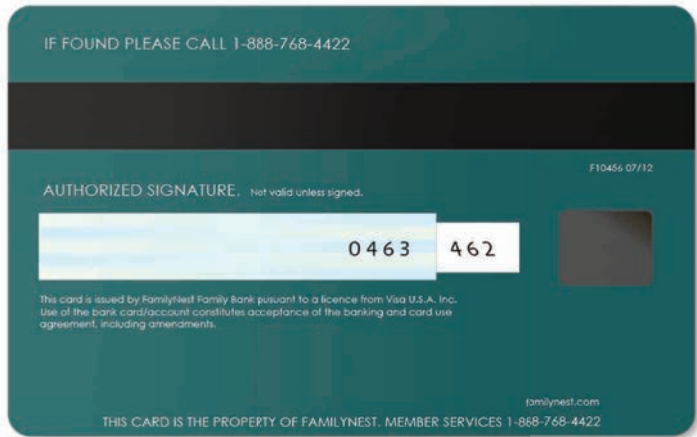 IF FOUND PLEASE CALL 1-888-768-4422
F10456 07/12
AUTHORIZED SIGNATURE. Not valid unless signed.
0463 462
This card is issued by FamilyNest Family Bank pursuant to a licence from Visa U.S.A. Inc.
Use of the bank card/account constitutes acceptance of the banking and card use
agreement, including amendments.
familynest.com
THIS CARD IS THE PROPERTY OF FAMILYNEST. MEMBER SERVICES 1-888-768-4422